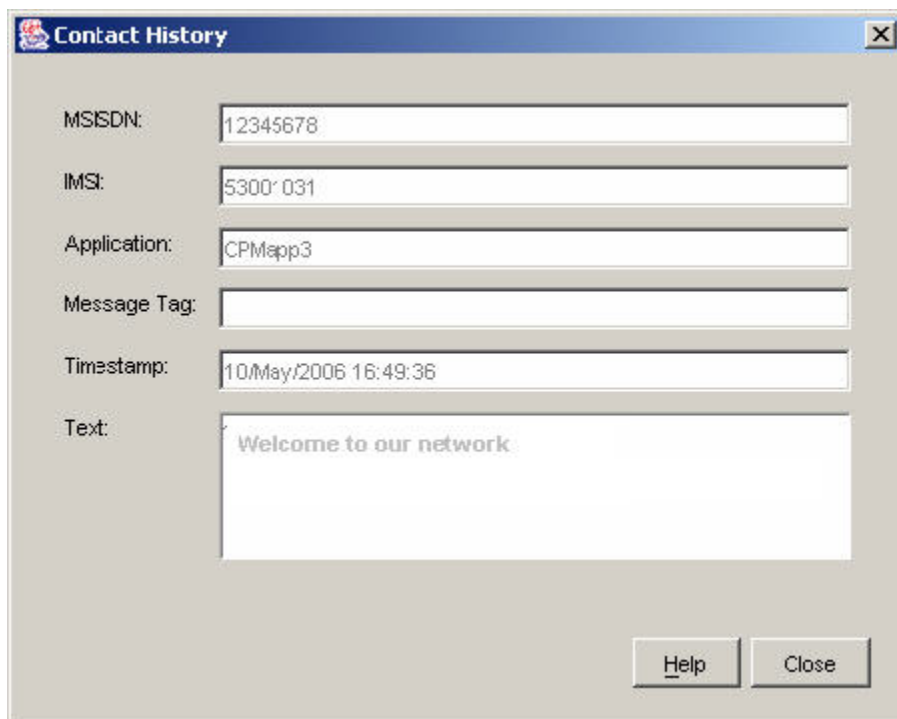 Contact History
MSISDN: 12345678
IMSI: 53001031
Application: CPMapp3
Message Tag:
Timestamp: 10/May/2006 16:49:36
Text: Welcome to our network
Help Close